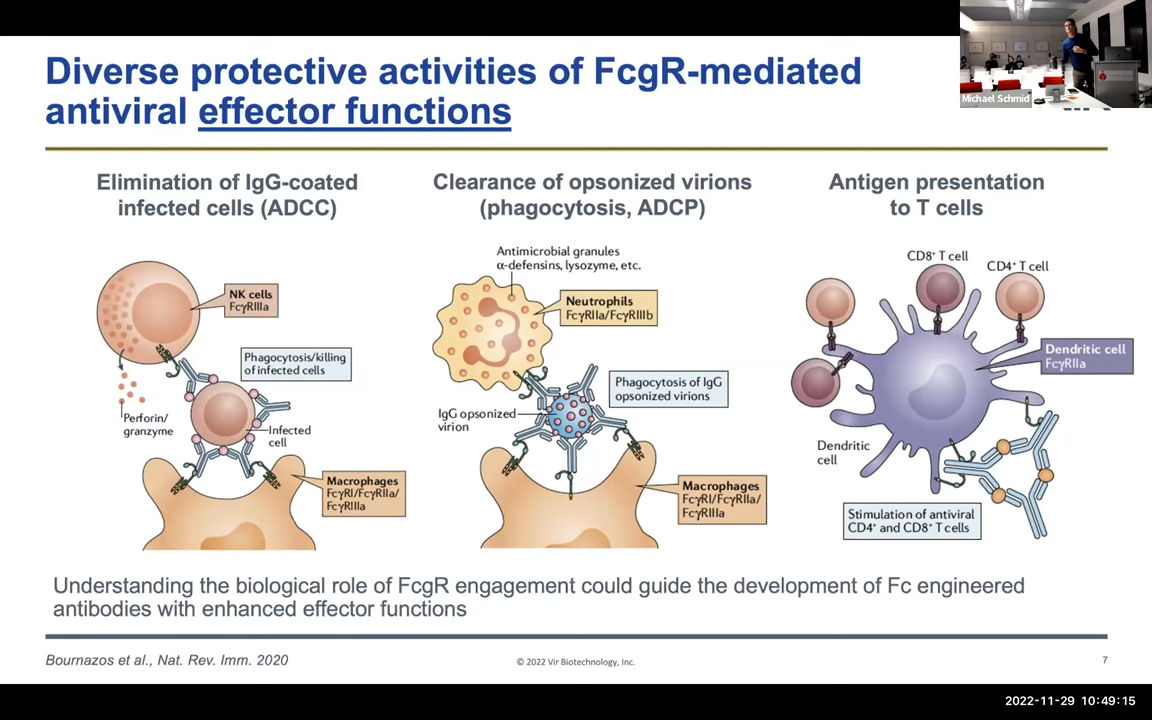 Diverse protective activities of FcgR-mediated
antiviral effector functions
Michael Schmid
Elimination of IgG-coated
infected cells (ADCC)
Clearance of opsonized virions
(phagocytosis, ADCP)
Antigen presentation
to T cells
NK cells
FcγRIIIa
Phagocytosis/killing
of infected cells
Perforin/
granzyme
Infected
cell
Macrophages
FcγRI/FcγRIIa/
FcγRIIIa
Antimicrobial granules
α-defensins, lysozyme, etc.
Neutrophils
FcγRIIa/FcγRIIIb
Phagocytosis of IgG
opsonized virions
IgG opsonized
virion
Macrophages
FcγRI/FcγRIIa/
FcγRIIIa
CD8⁺ T cell
CD4⁺ T cell
Dendritic cell
FcγRIIa
Dendritic
cell
Stimulation of antiviral
CD4⁺ and CD8⁺ T cells
Understanding the biological role of FcgR engagement could guide the development of Fc engineered
antibodies with enhanced effector functions
Bournazos et al., Nat. Rev. Imm. 2020
© 2022 Vir Biotechnology, Inc.
7
2022-11-29 10:49:15